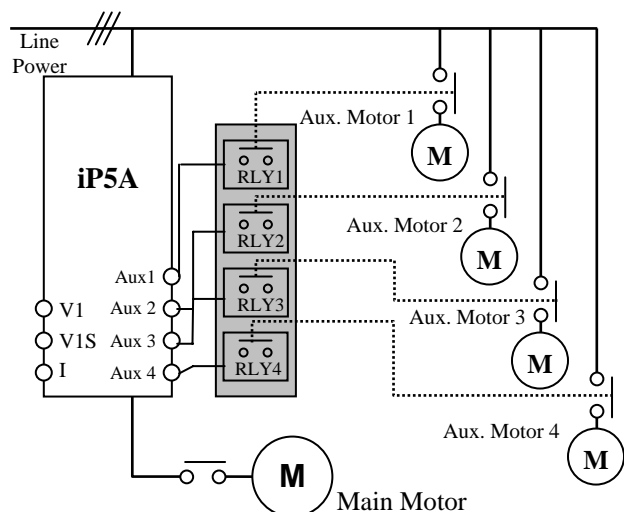 Line
Power
Aux. Motor 1
M
iP5A
RLY1
Aux. Motor 2
M
RLY2
Aux1
V1
Aux 2
RLY3
Aux. Motor 3
M
V1S
Aux 3
I
Aux 4
RLY4
Aux. Motor 4
M
M
Main Motor